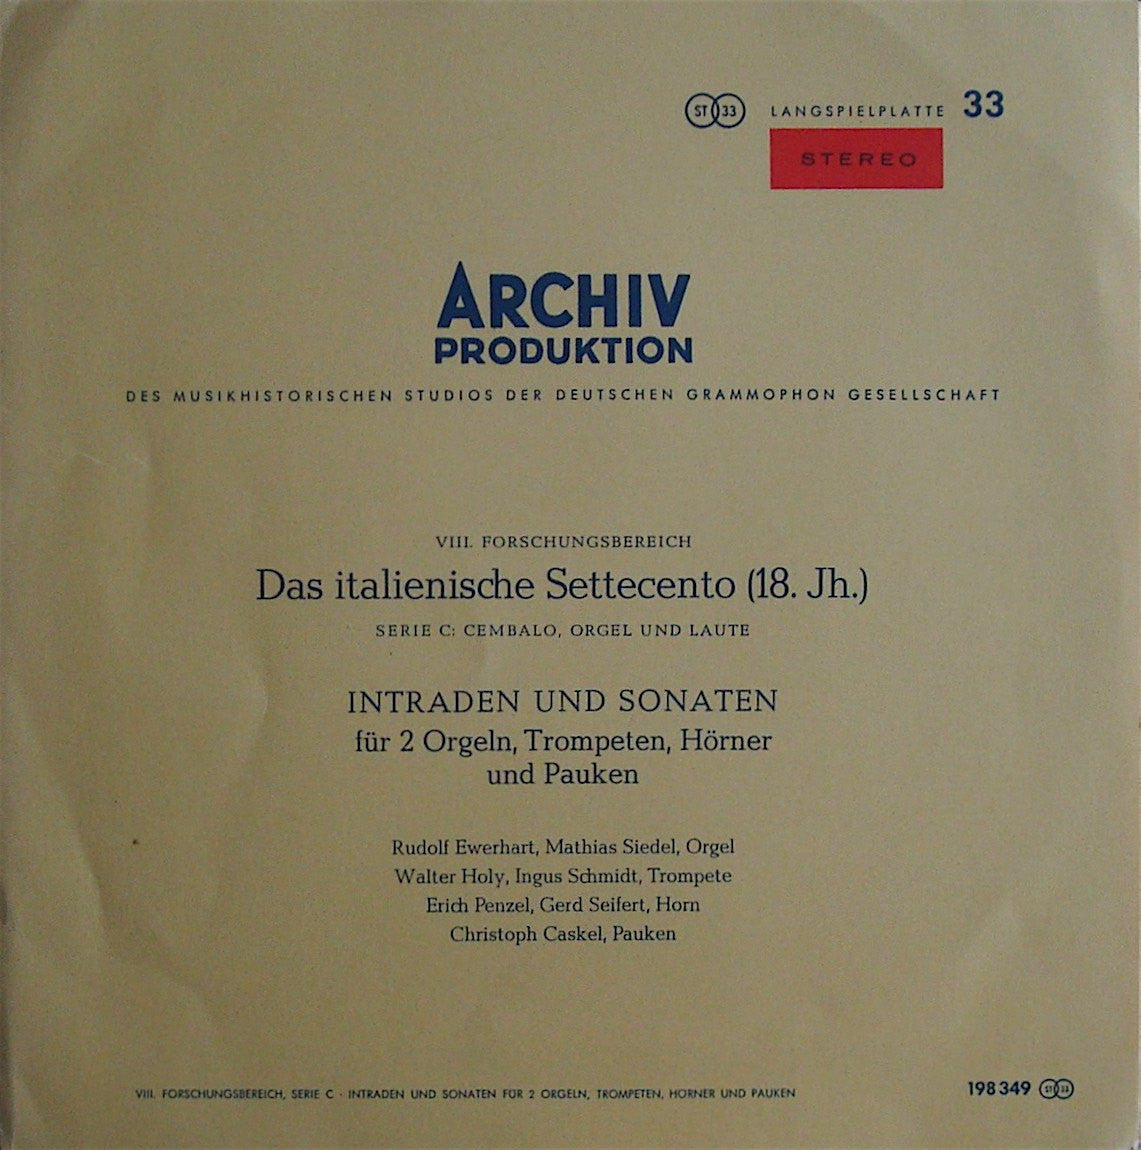 ST 33 LANGSPIELPLATTE 33
STEREO
ARCHIV
PRODUKTION
DES MUSIKHISTORISCHEN STUDIOS DER DEUTSCHEN GRAMMOPHON GESELLSCHAFT
VIII. FORSCHUNGSBEREICH
Das italienische Settecento (18. Jh.)
SERIE C: CEMBALO, ORGEL UND LAUTE
INTRADEN UND SONATEN
für 2 Orgeln, Trompeten, Hörner
und Pauken
Rudolf Ewerhart, Mathias Siedel, Orgel
Walter Holy, Ingus Schmidt, Trompete
Erich Penzel, Gerd Seifert, Horn
Christoph Caskel, Pauken
VIII. FORSCHUNGSBEREICH, SERIE C · INTRADEN UND SONATEN FÜR 2 ORGELN, TROMPETEN, HÖRNER UND PAUKEN
198 349 ST 33